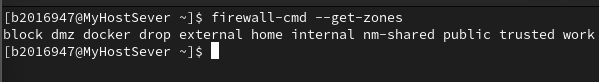 [b2016947@MyHostSever ~]$ firewall-cmd --get-zones
block dmz docker drop external home internal nm-shared public trusted work
[b2016947@MyHostSever ~]$